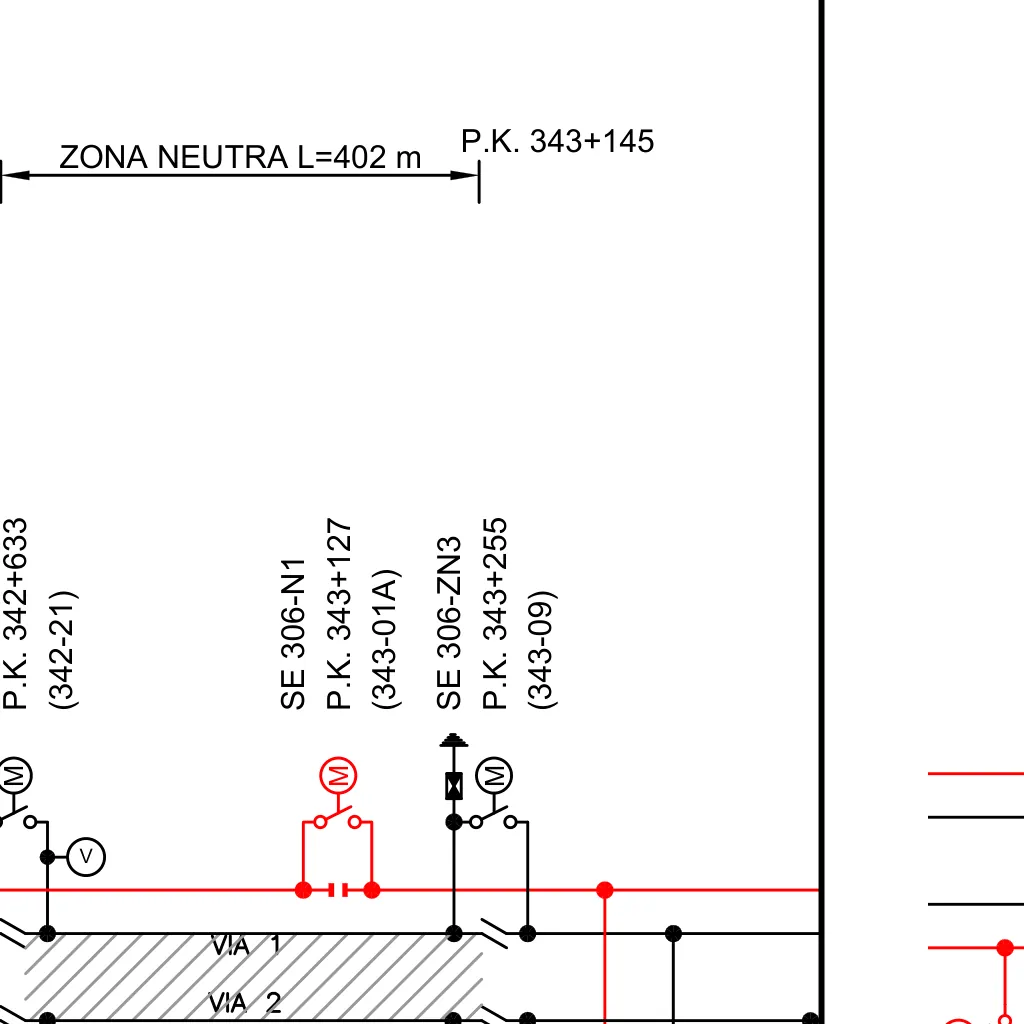 P.K. 343+145
ZONA NEUTRA L=402 m
P.K. 342+633
(342-21)
SE 306-N1
P.K. 343+127
(343-01A)
SE 306-ZN3
P.K. 343+255
(343-09)
M
M
M
V
VIA 1
VIA 2